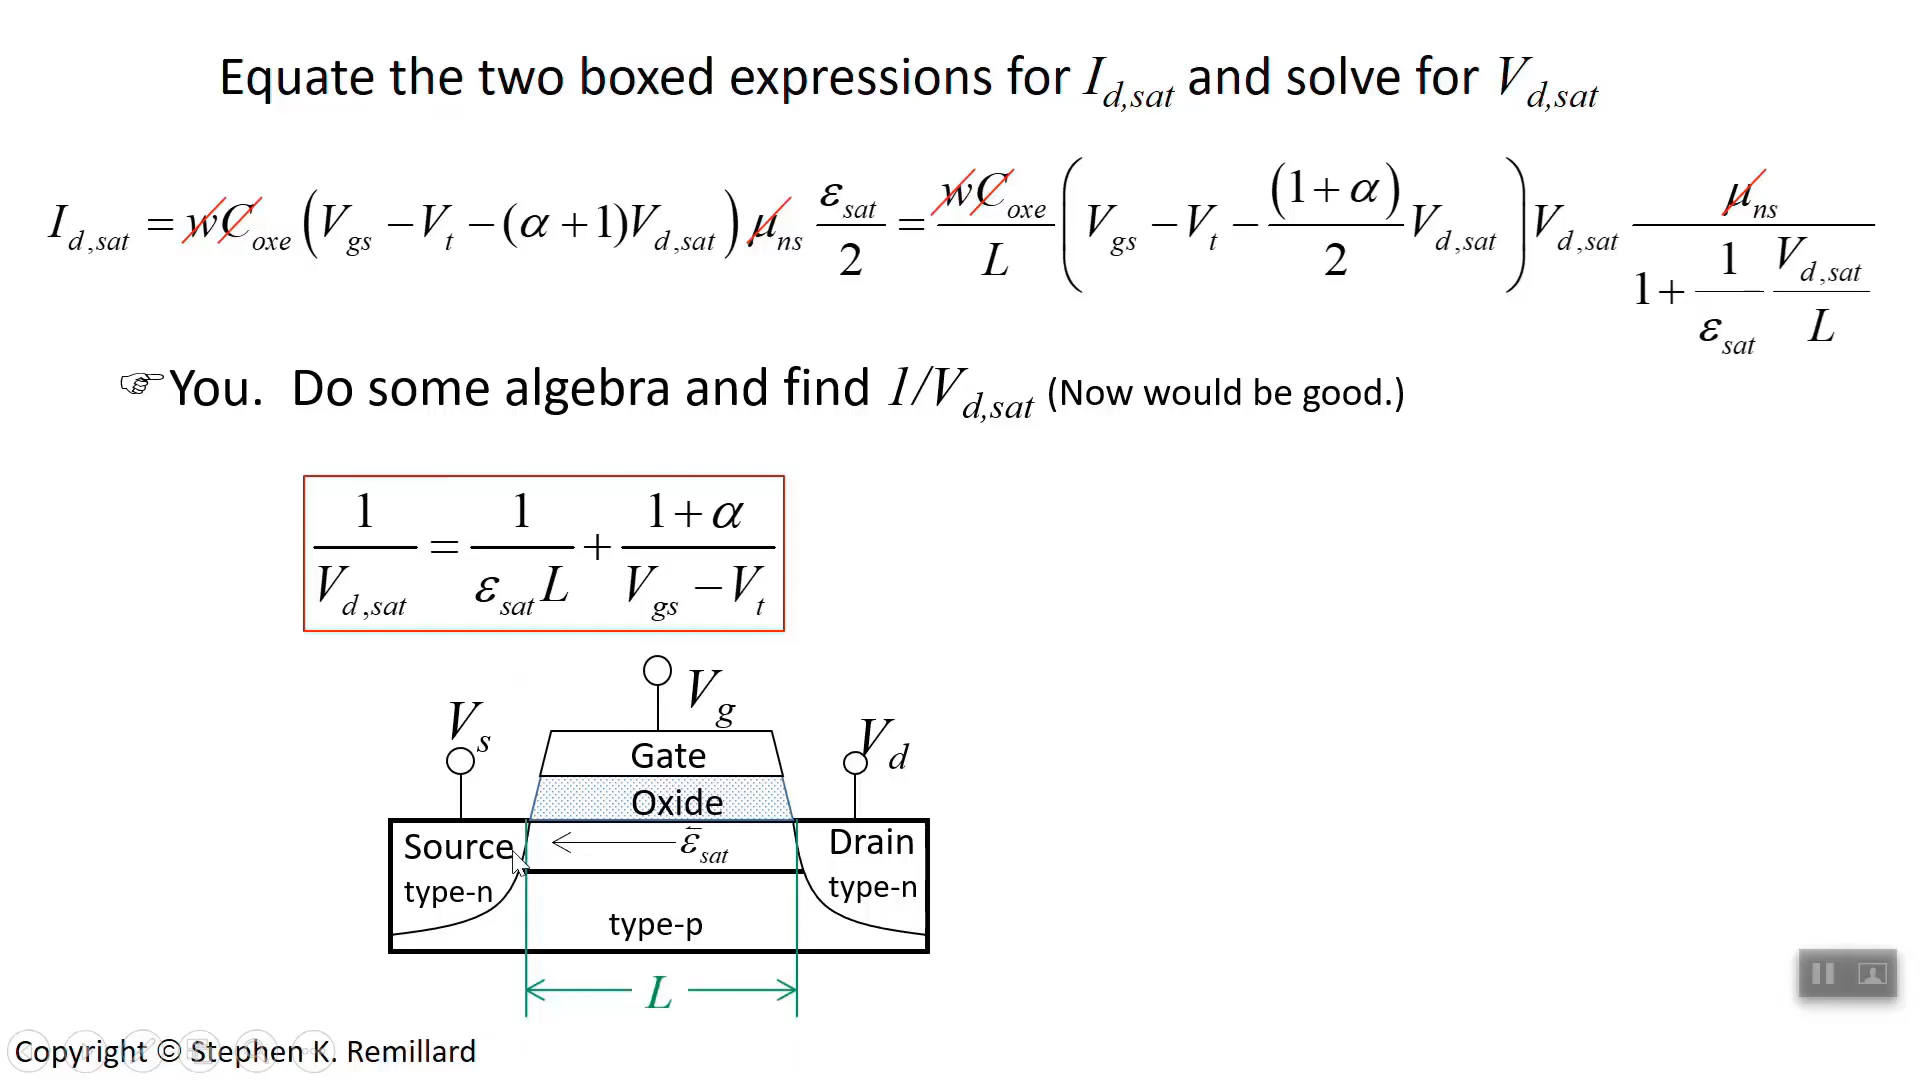 Equate the two boxed expressions for I_{d,sat} and solve for V_{d,sat}
I_{d,sat} = wC_{oxe} (V_{gs} − V_t − (α + 1)V_{d,sat}) μ_{ns} ε_{sat}/2 = wC_{oxe}/L (V_{gs} − V_t − (1+α)/2 V_{d,sat}) V_{d,sat} μ_{ns}/(1 + 1/ε_{sat} V_{d,sat}/L)
☞You. Do some algebra and find 1/V_{d,sat} (Now would be good.)
1/V_{d,sat} = 1/(ε_{sat} L) + (1+α)/(V_{gs} − V_t)
V_g
V_s
V_d
Gate
Oxide
Source
ε_{sat}
Drain
type-n
type-n
type-p
L
Copyright © Stephen K. Remillard